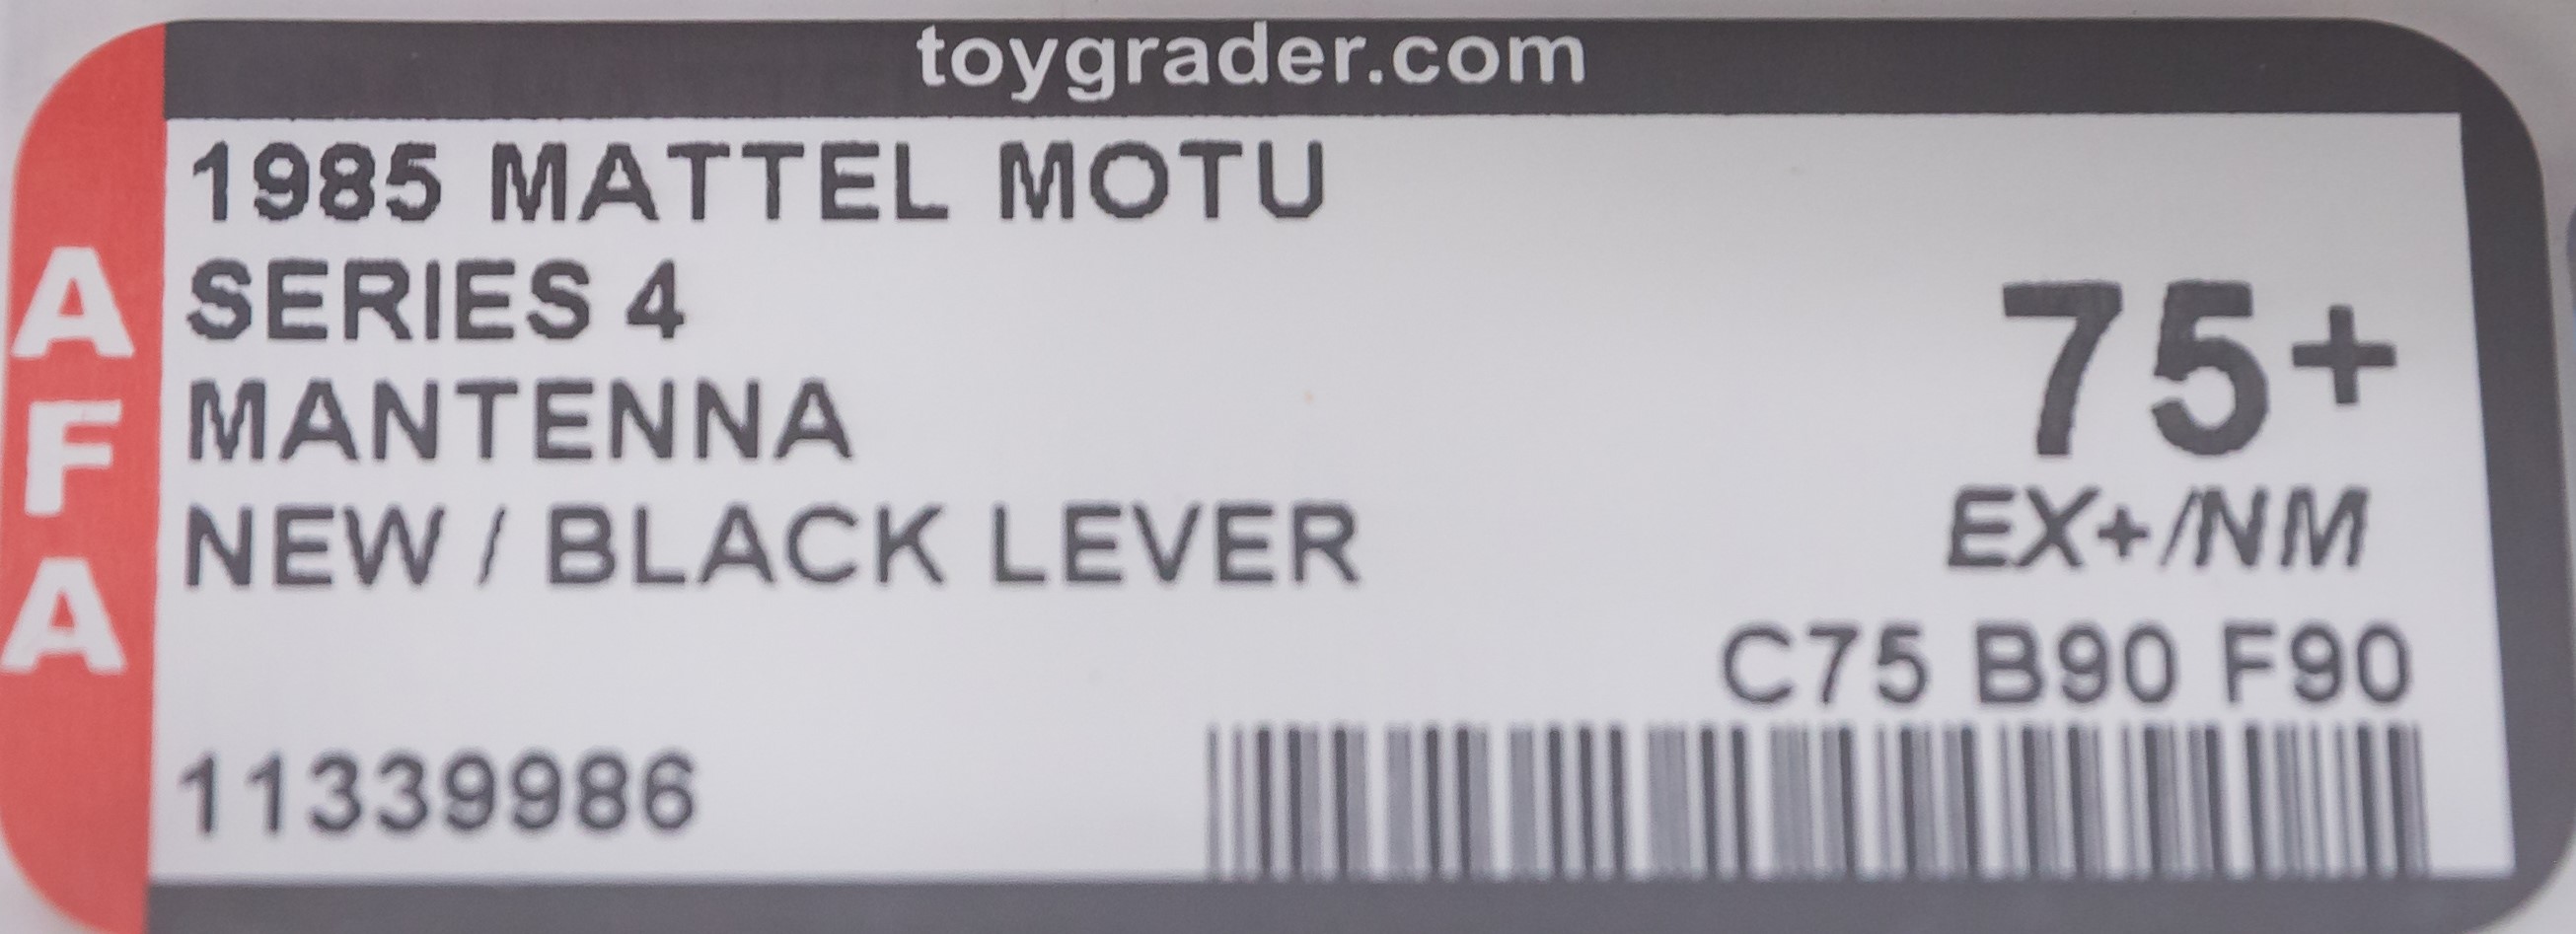 toygrader.com
AFA
1985 MATTEL MOTU
SERIES 4
MANTENNA
NEW / BLACK LEVER
75+
EX+/NM
C75 B90 F90
11339986